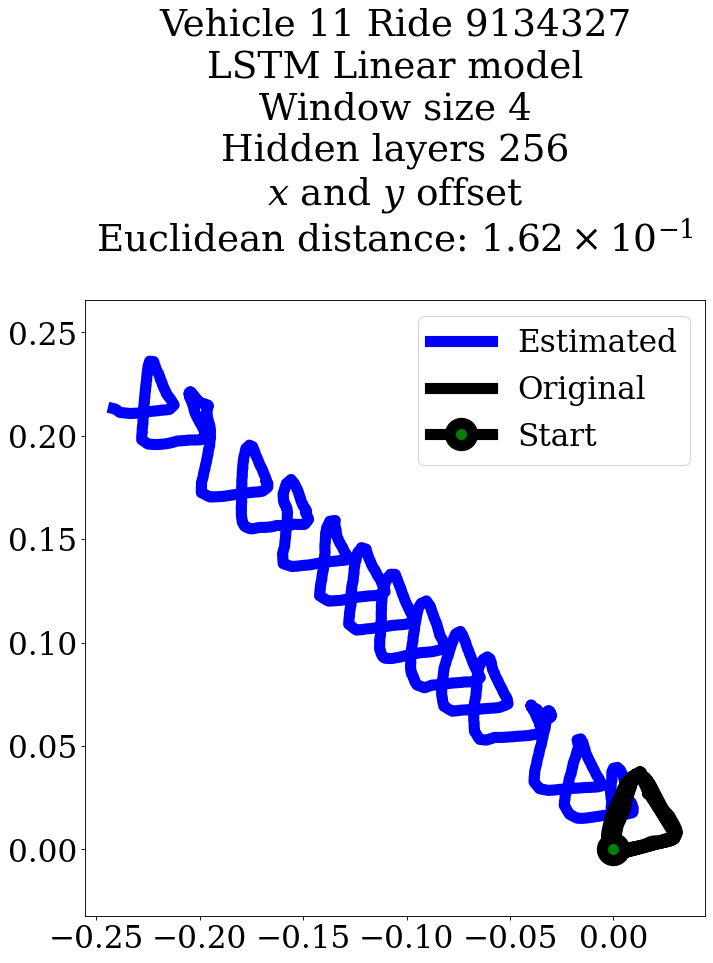 Vehicle 11 Ride 9134327
LSTM Linear model
Window size 4
Hidden layers 256
x and y offset
Euclidean distance: 1.62 × 10⁻¹
Estimated
Original
Start
0.25
0.20
0.15
0.10
0.05
0.00
−0.25 −0.20 −0.15 −0.10 −0.05 0.00